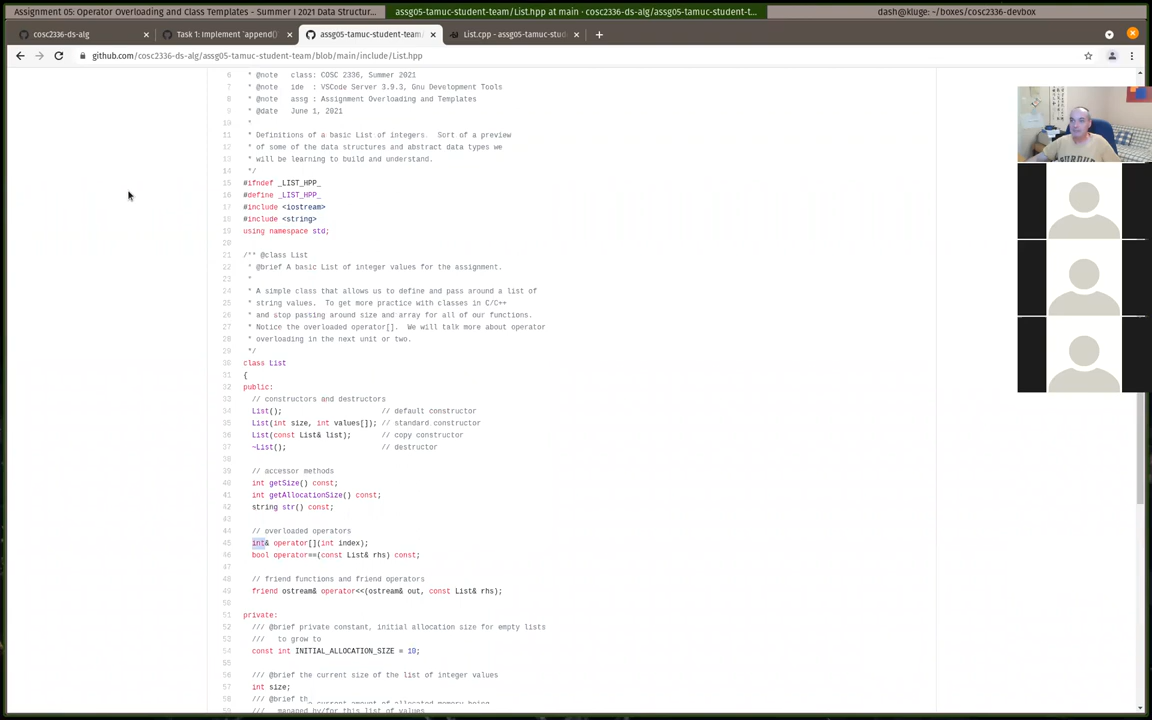 Assignment 05: Operator Overloading and Class Templates – Summer I 2021 Data Structur...
assg05-tamuc-student-team/List.hpp at main · cosc2336-ds-alg/assg05-tamuc-student-t...
dash@kluge: ~/boxes/cosc2336-devbox
cosc2336-ds-alg
Task 1: Implement `append()
assg05-tamuc-student-team/
List.cpp - assg05-tamuc-stud
github.com/cosc2336-ds-alg/assg05-tamuc-student-team/blob/main/include/List.hpp
6 * @note class: COSC 2336, Summer 2021
7 * @note ide : VSCode Server 3.9.3, Gnu Development Tools
8 * @note assg : Assignment Overloading and Templates
9 * @date June 1, 2021
10 *
11 * Definitions of a basic List of integers. Sort of a preview
12 * of some of the data structures and abstract data types we
13 * will be learning to build and understand.
14 */
15 #ifndef _LIST_HPP_
16 #define _LIST_HPP_
17 #include <iostream>
18 #include <string>
19 using namespace std;
20
21 /** @class List
22 * @brief A basic List of integer values for the assignment.
23 *
24 * A simple class that allows us to define and pass around a list of
25 * string values. To get more practice with classes in C/C++
26 * and stop passing around size and array for all of our functions.
27 * Notice the overloaded operator[]. We will talk more about operator
28 * overloading in the next unit or two.
29 */
30 class List
31 {
32 public:
33 // constructors and destructors
34 List(); // default constructor
35 List(int size, int values[]); // standard constructor
36 List(const List& list); // copy constructor
37 ~List(); // destructor
38
39 // accessor methods
40 int getSize() const;
41 int getAllocationSize() const;
42 string str() const;
43
44 // overloaded operators
45 int& operator[](int index);
46 bool operator==(const List& rhs) const;
47
48 // friend functions and friend operators
49 friend ostream& operator<<(ostream& out, const List& rhs);
50
51 private:
52 /// @brief private constant, initial allocation size for empty lists
53 /// to grow to
54 const int INITIAL_ALLOCATION_SIZE = 10;
55
56 /// @brief the current size of the list of integer values
57 int size;
58 /// @brief th
e current amount of allocated memory being
59 /// managed by/for this list of values